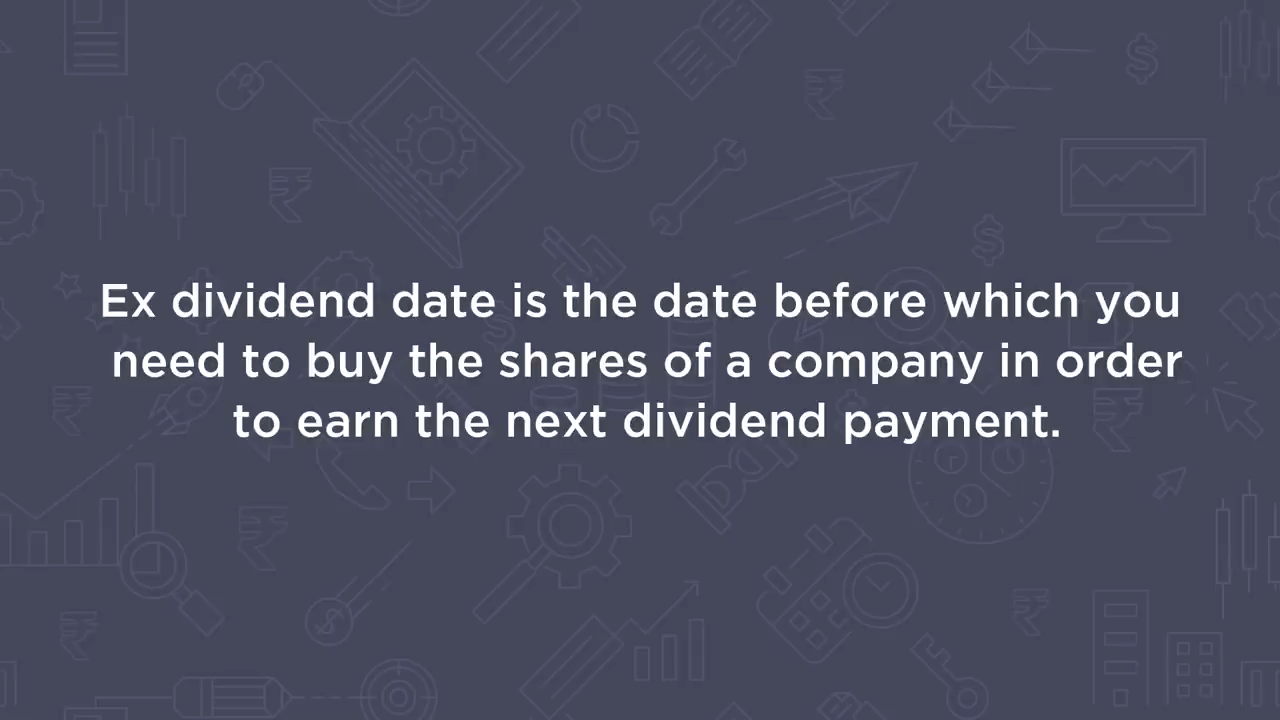 Ex dividend date is the date before which you
need to buy the shares of a company in order
to earn the next dividend payment.